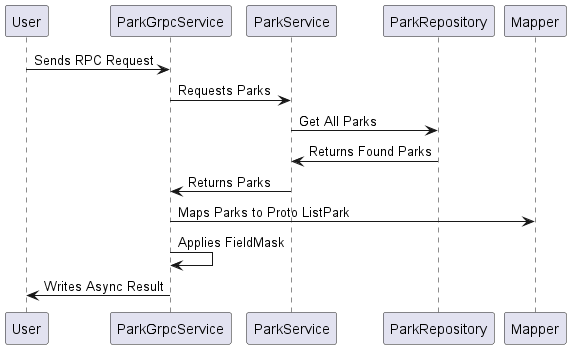 User ParkGrpcService ParkService ParkRepository Mapper
Sends RPC Request
Requests Parks
Get All Parks
Returns Found Parks
Returns Parks
Maps Parks to Proto ListPark
Applies FieldMask
Writes Async Result
User ParkGrpcService ParkService ParkRepository Mapper